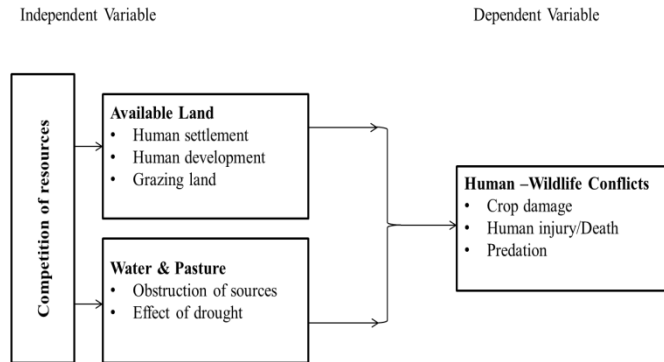 Independent Variable
Dependent Variable
Competition of resources
Available Land
• Human settlement
• Human development
• Grazing land
Water & Pasture
• Obstruction of sources
• Effect of drought
Human –Wildlife Conflicts
• Crop damage
• Human injury/Death
• Predation